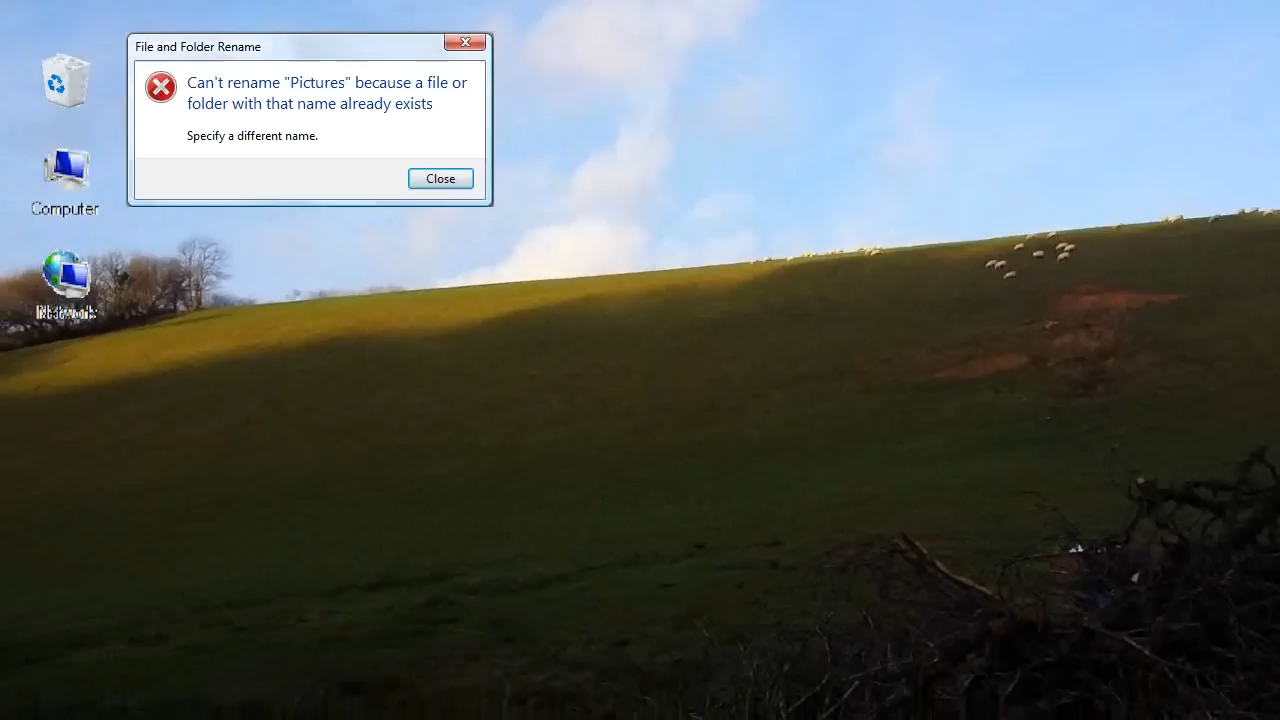 File and Folder Rename
Can't rename "Pictures" because a file or
folder with that name already exists
Specify a different name.
Close
Computer
Network